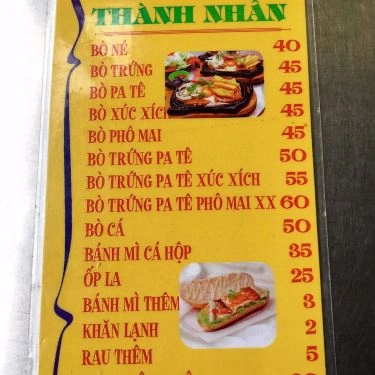 THÀNH NHÂN
BÒ NÉ 40
BÒ TRỨNG 45
BÒ PA TÊ 45
BÒ XÚC XÍCH 45
BÒ PHÔ MAI 45
BÒ TRỨNG PA TÊ 50
BÒ TRỨNG PA TÊ XÚC XÍCH 55
BÒ TRỨNG PA TÊ PHÔ MAI XX 60
BÒ CÁ 50
BÁNH MÌ CÁ HỘP 35
ỐP LA 25
BÁNH MÌ THÊM 3
KHĂN LẠNH 2
RAU THÊM 5